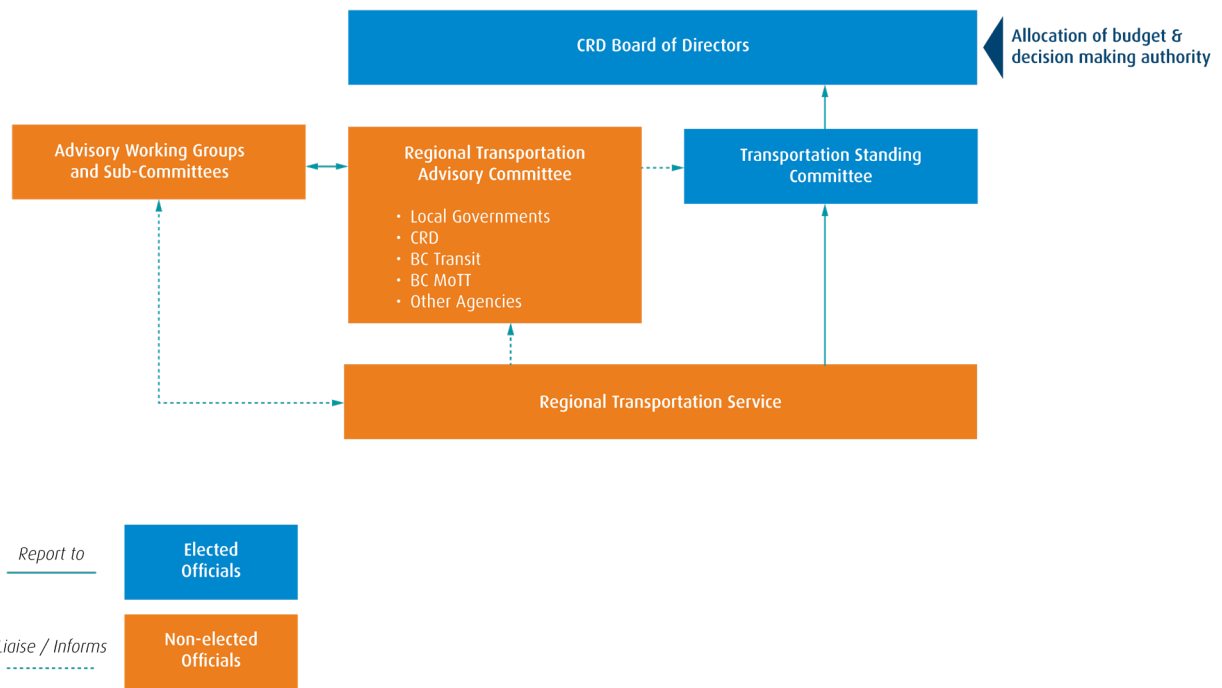 CRD Board of Directors
Allocation of budget &
decision making authority
Advisory Working Groups
and Sub-Committees
Regional Transportation
Advisory Committee
• Local Governments
• CRD
• BC Transit
• BC MoTT
• Other Agencies
Transportation Standing
Committee
Regional Transportation Service
Report to
Elected
Officials
Liaise / Informs
Non-elected
Officials